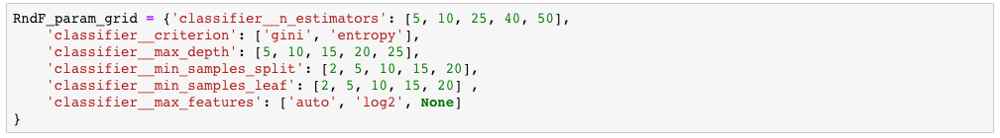 RndF_param_grid = {'classifier__n_estimators': [5, 10, 25, 40, 50],
    'classifier__criterion': ['gini', 'entropy'],
    'classifier__max_depth': [5, 10, 15, 20, 25],
    'classifier__min_samples_split': [2, 5, 10, 15, 20],
    'classifier__min_samples_leaf': [2, 5, 10, 15, 20] ,
    'classifier__max_features': ['auto', 'log2', None]
}